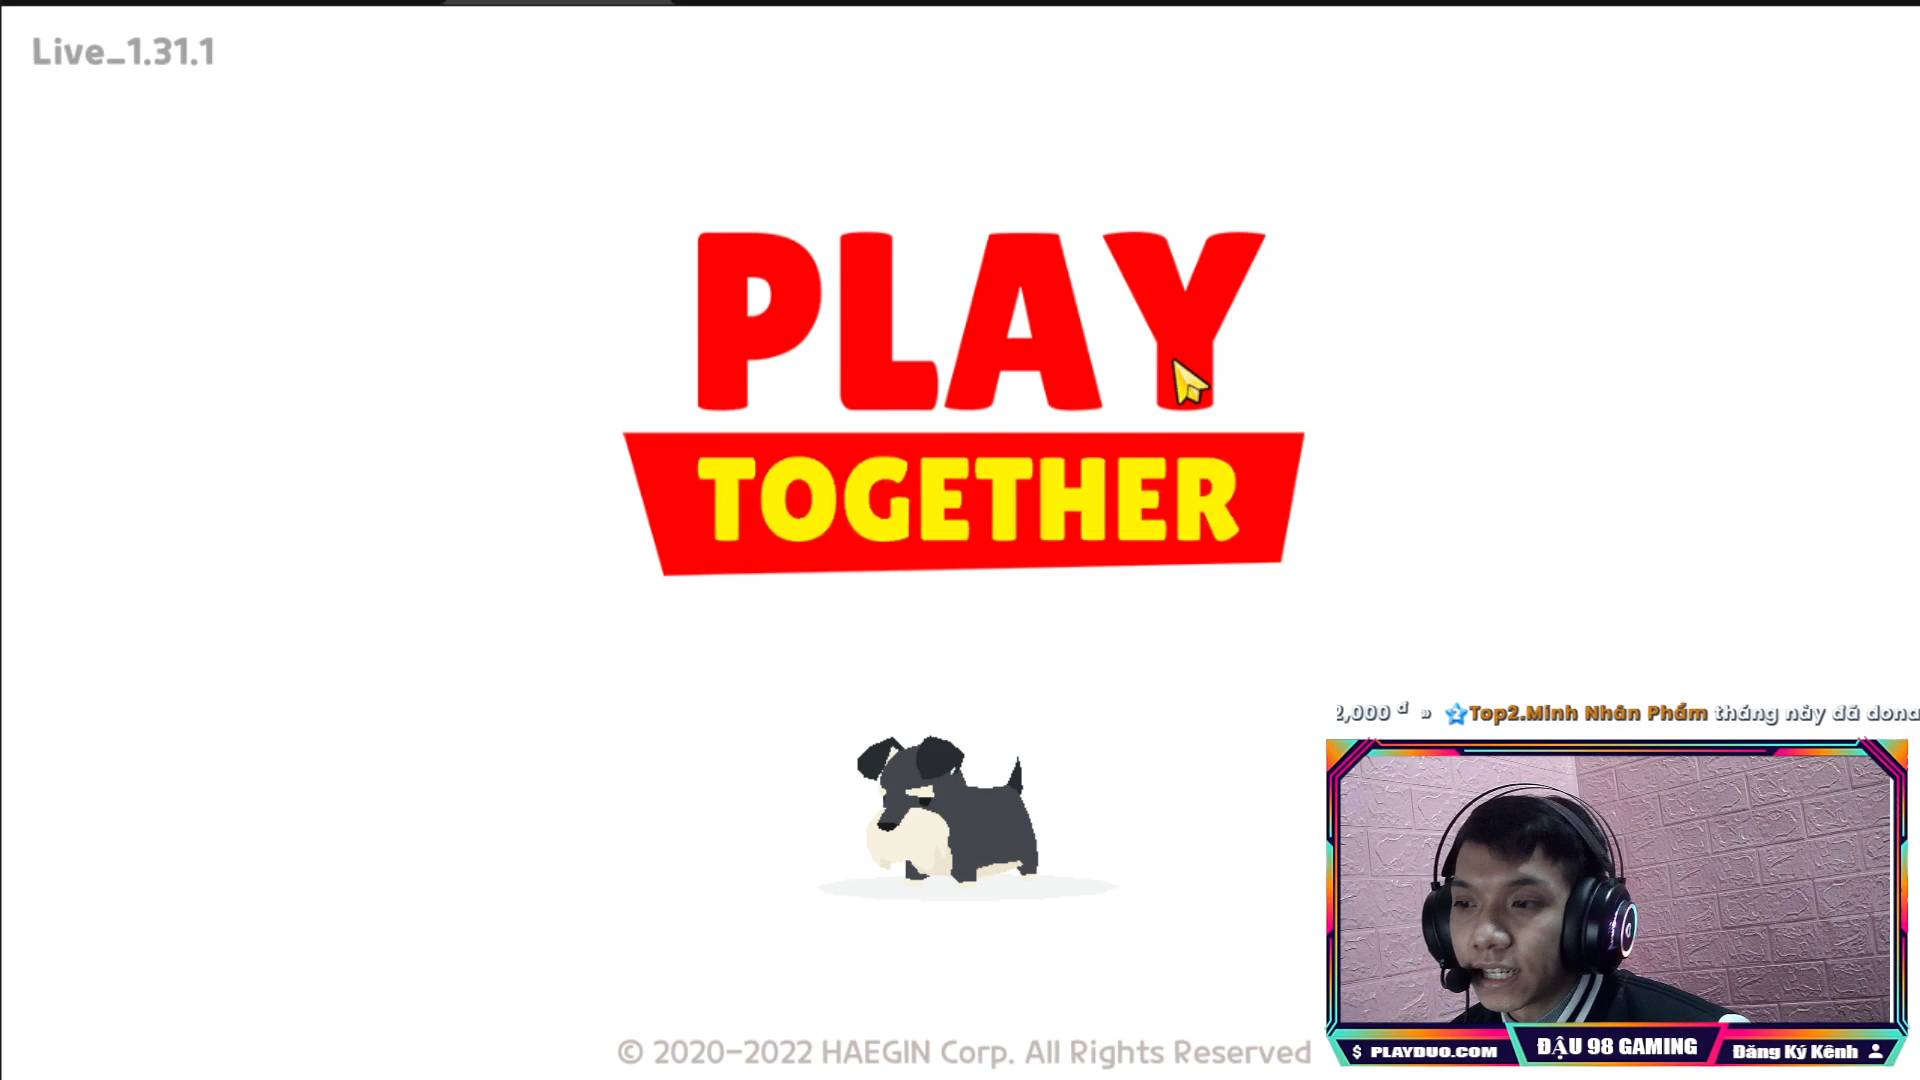 Live_1.31.1
PLAY
TOGETHER
2,000 đ » Top2.Minh Nhân Phẩm tháng này đã dona
© 2020-2022 HAEGIN Corp. All Rights Reserved
$ PLAYDUO.COM
ĐẬU 98 GAMING
Đăng Ký Kênh